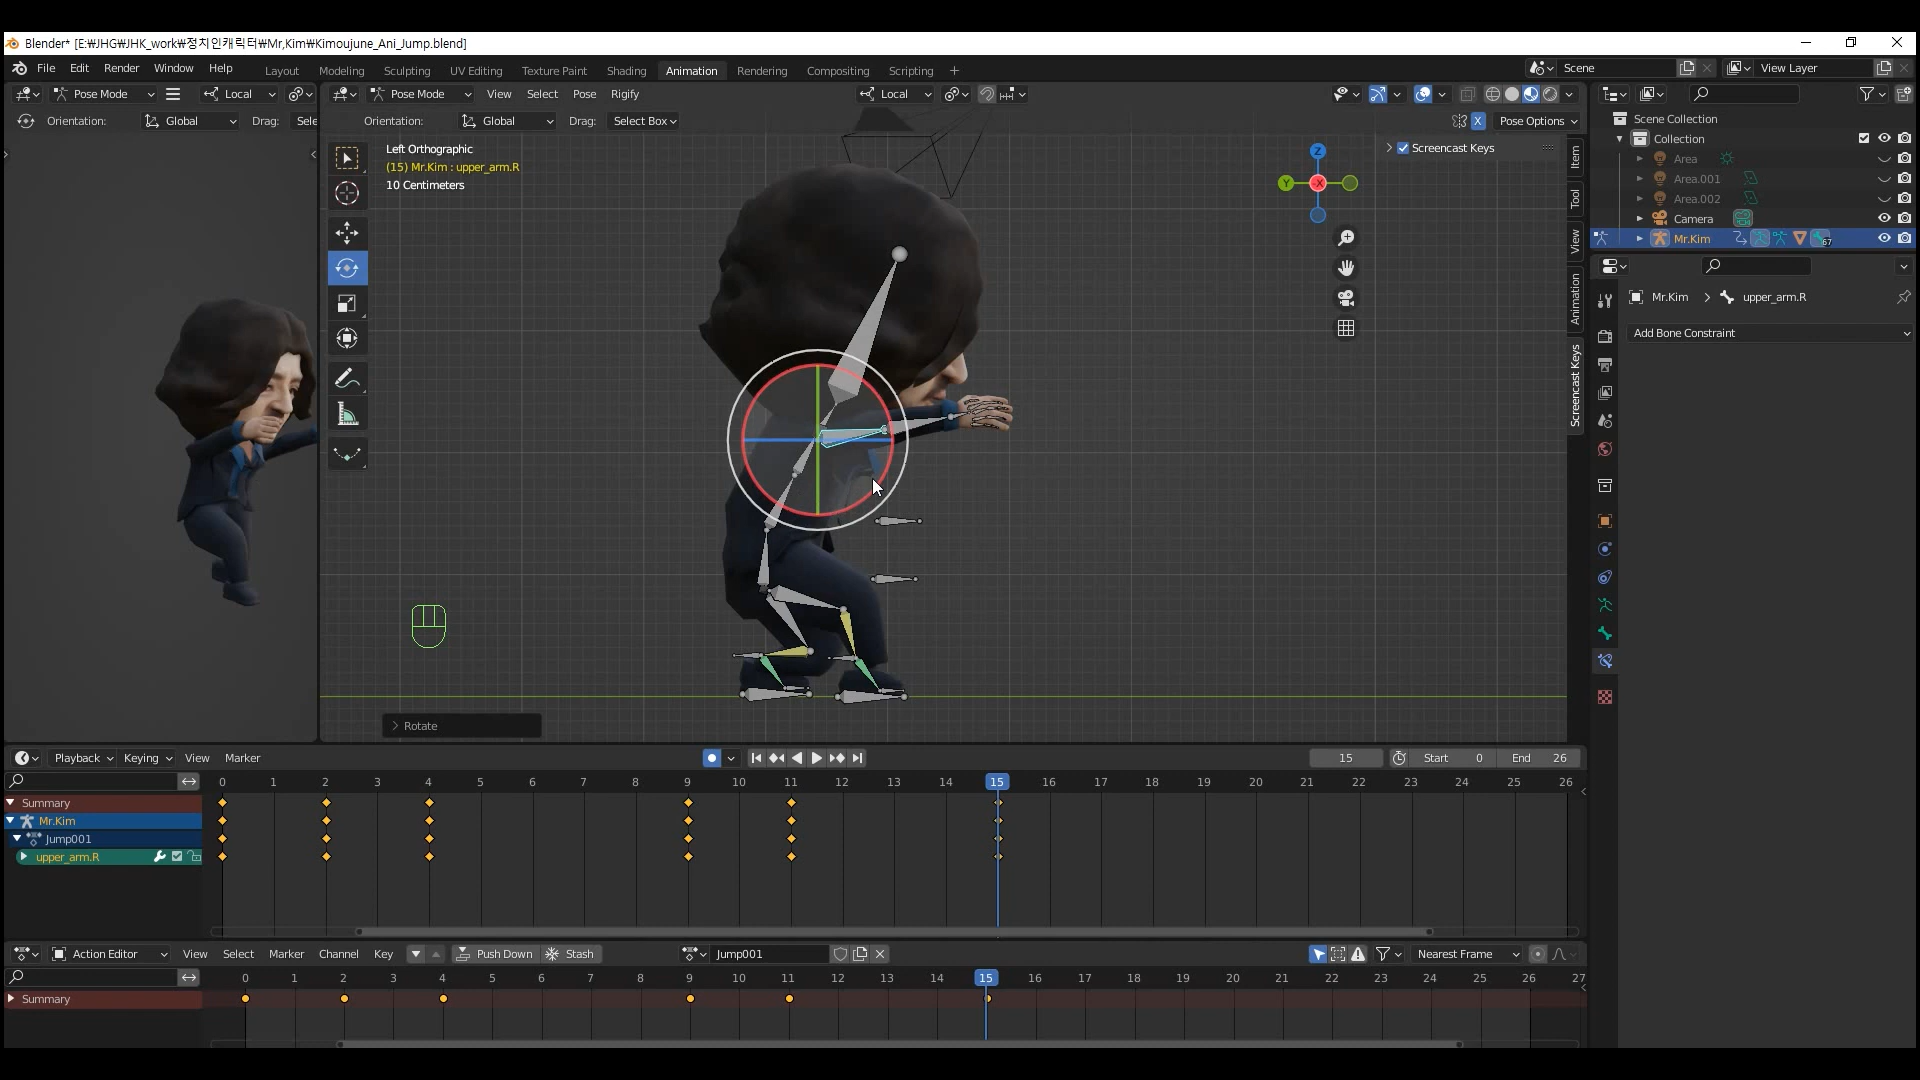 Blender* [E:₩JHG₩JHK_work₩정치인캐릭터₩Mr,Kim₩Kimoujune_Ani_Jump.blend]
File Edit Render Window Help Layout Modeling Sculpting UV Editing Texture Paint Shading Animation Rendering Compositing Scripting + Scene View Layer
Pose Mode Local Pose Mode View Select Pose Rigify Local
Orientation: Global Drag: Sele Orientation: Global Drag: Select Box X Pose Options
Left Orthographic
(15) Mr.Kim : upper_arm.R
10 Centimeters
Screencast Keys
Z
Y
X
Item
Tool
View
Animation
Screencast Keys
Scene Collection
Collection
Area
Area.001
Area.002
Camera
Mr.Kim 67
Mr.Kim > upper_arm.R
Add Bone Constraint
> Rotate
Playback Keying View Marker 15 Start 0 End 26
0 1 2 3 4 5 6 7 8 9 10 11 12 13 14 15 16 17 18 19 20 21 22 23 24 25 26
Summary
Mr.Kim
Jump001
upper_arm.R
Action Editor View Select Marker Channel Key Push Down Stash Jump001 Nearest Frame
0 1 2 3 4 5 6 7 8 9 10 11 12 13 14 15 16 17 18 19 20 21 22 23 24 25 26 27
Summary